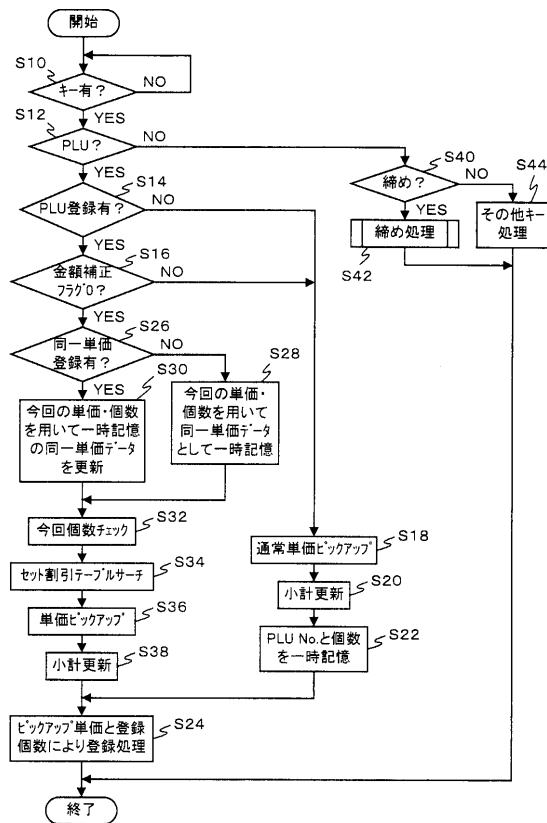 開始
S10
キー有？
NO
YES
S12
PLU？
NO
YES
S14
PLU登録有？
NO
YES
S16
金額補正
フラグ0？
NO
YES
S26
同一単価
登録有？
NO
YES
S28
今回の単価・
個数を用いて
同一単価データ
として一時記憶
S30
今回の単価・個数
を用いて一時記憶
の同一単価データ
を更新
S32
今回個数チェック
S34
セット割引テーブルサーチ
S36
単価ピックアップ
S38
小計更新
S18
通常単価ピックアップ
S20
小計更新
S22
PLU No.と個数
を一時記憶
S24
ピックアップ単価と登録
個数により登録処理
S40
締め？
NO
YES
S42
締め処理
S44
その他キー
処理
終了